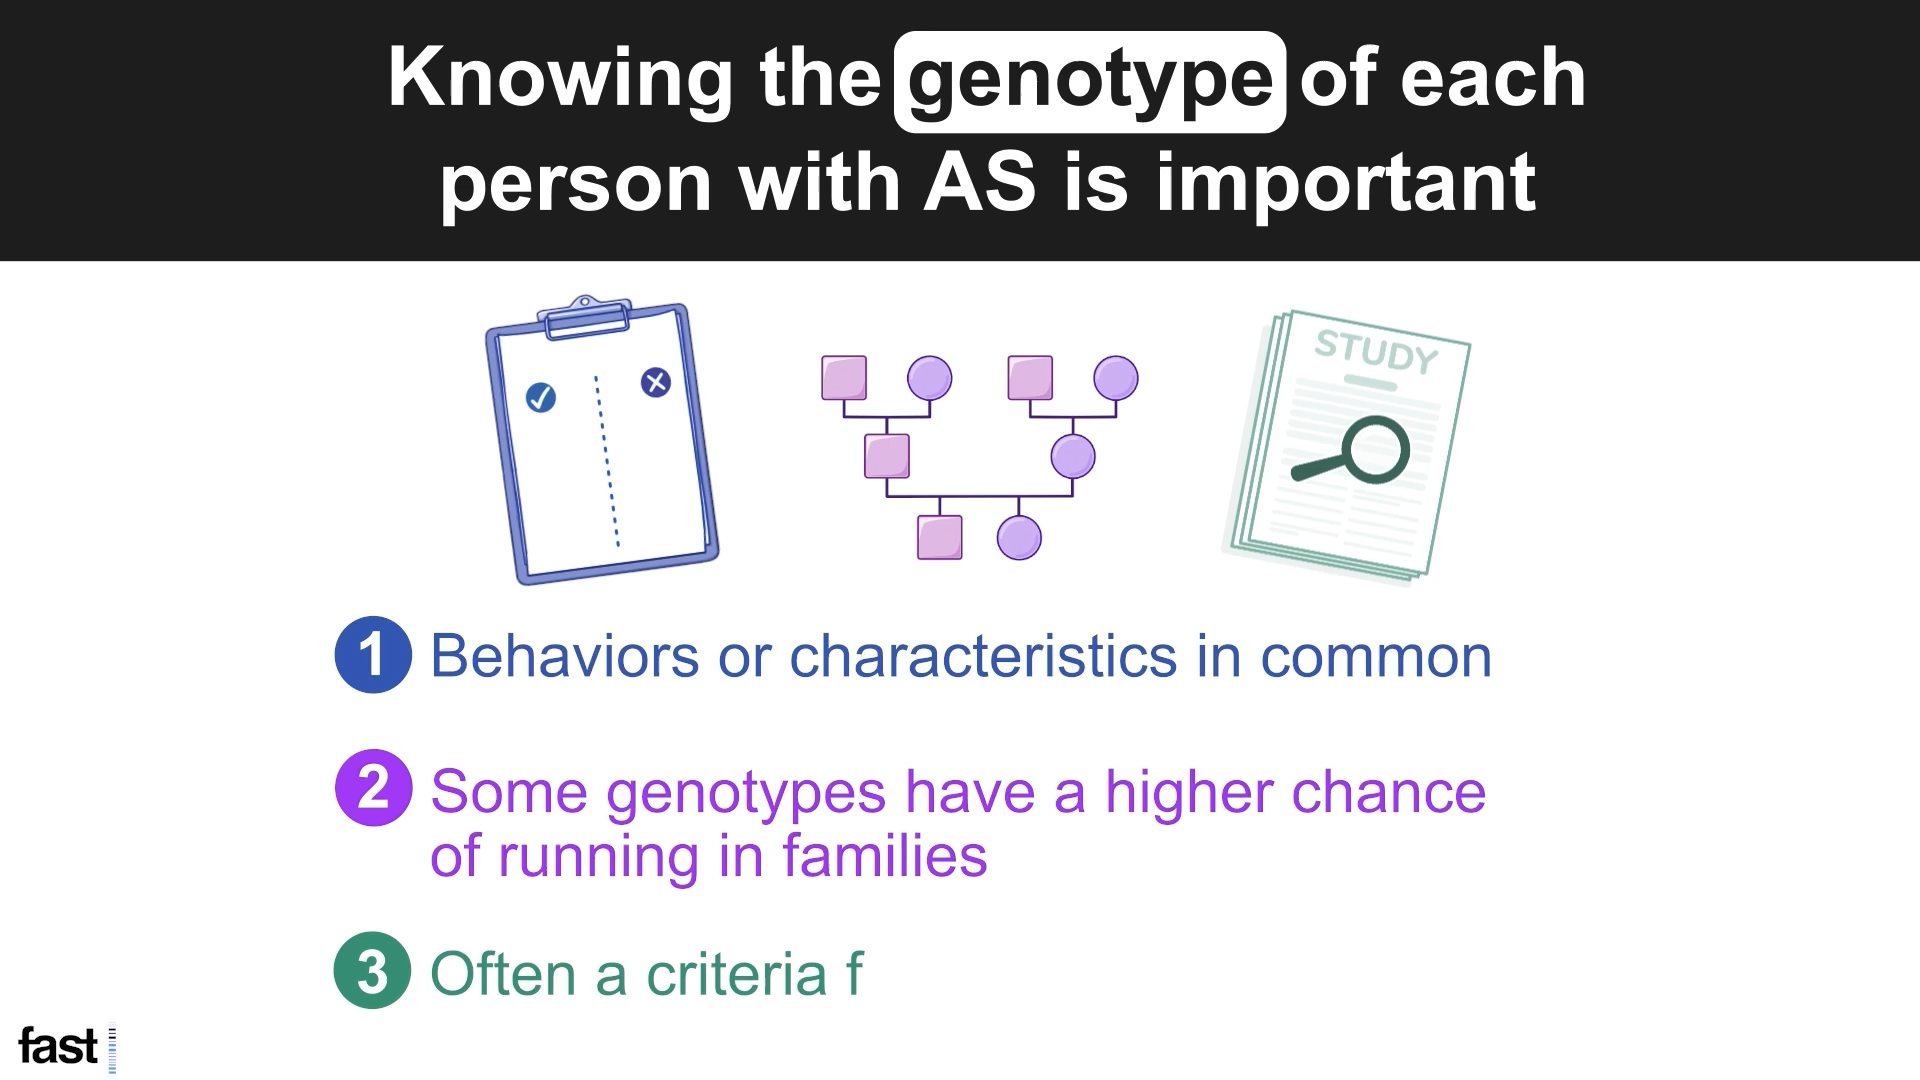 Knowing the genotype of each
person with AS is important
STUDY
1 Behaviors or characteristics in common
2 Some genotypes have a higher chance
of running in families
3 Often a criteria f
fast